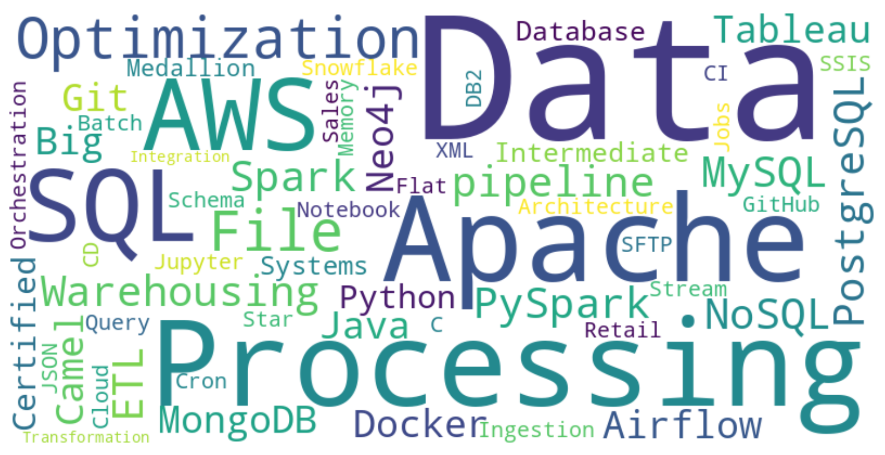 Optimization
Data
Database
Tableau
Medallion
Snowflake
DB2
CI
SSIS
Git
AWS
Sales
Memory
Neo4j
Jobs
Orchestration
Big
Batch
Integration
XML
Intermediate
PostgreSQL
SQL
Schema
Spark
Flat
pipeline
MySQL
Notebook
Architecture
GitHub
File
Apache
SFTP
CD
Jupyter
Systems
Certified
Warehousing
Python
PySpark
Stream
NoSQL
Query
Star
Java
C
Retail
JSON
Camel
Cloud
ETL
Processing
Cron
MongoDB
Docker
Ingestion
Airflow
Transformation